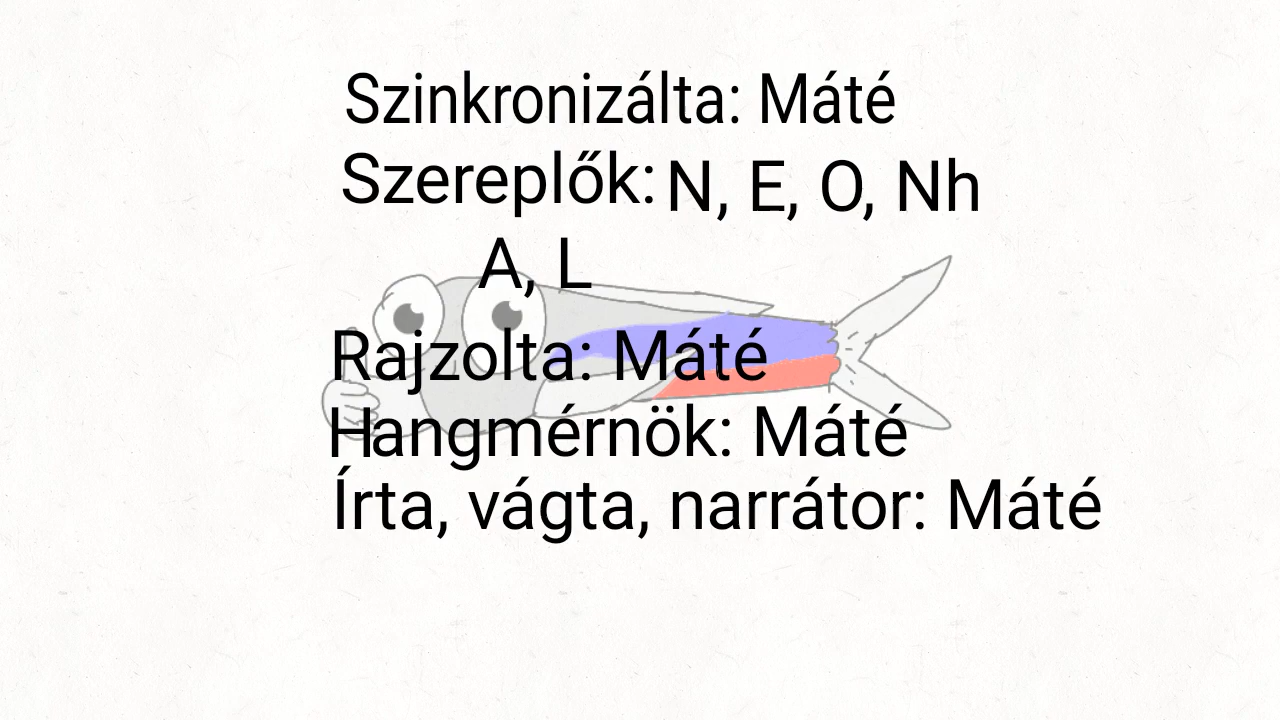 Szinkronizálta: Máté
Szereplők: N, E, O, Nh
A, L
Rajzolta: Máté
Hangmérnök: Máté
Írta, vágta, narrátor: Máté